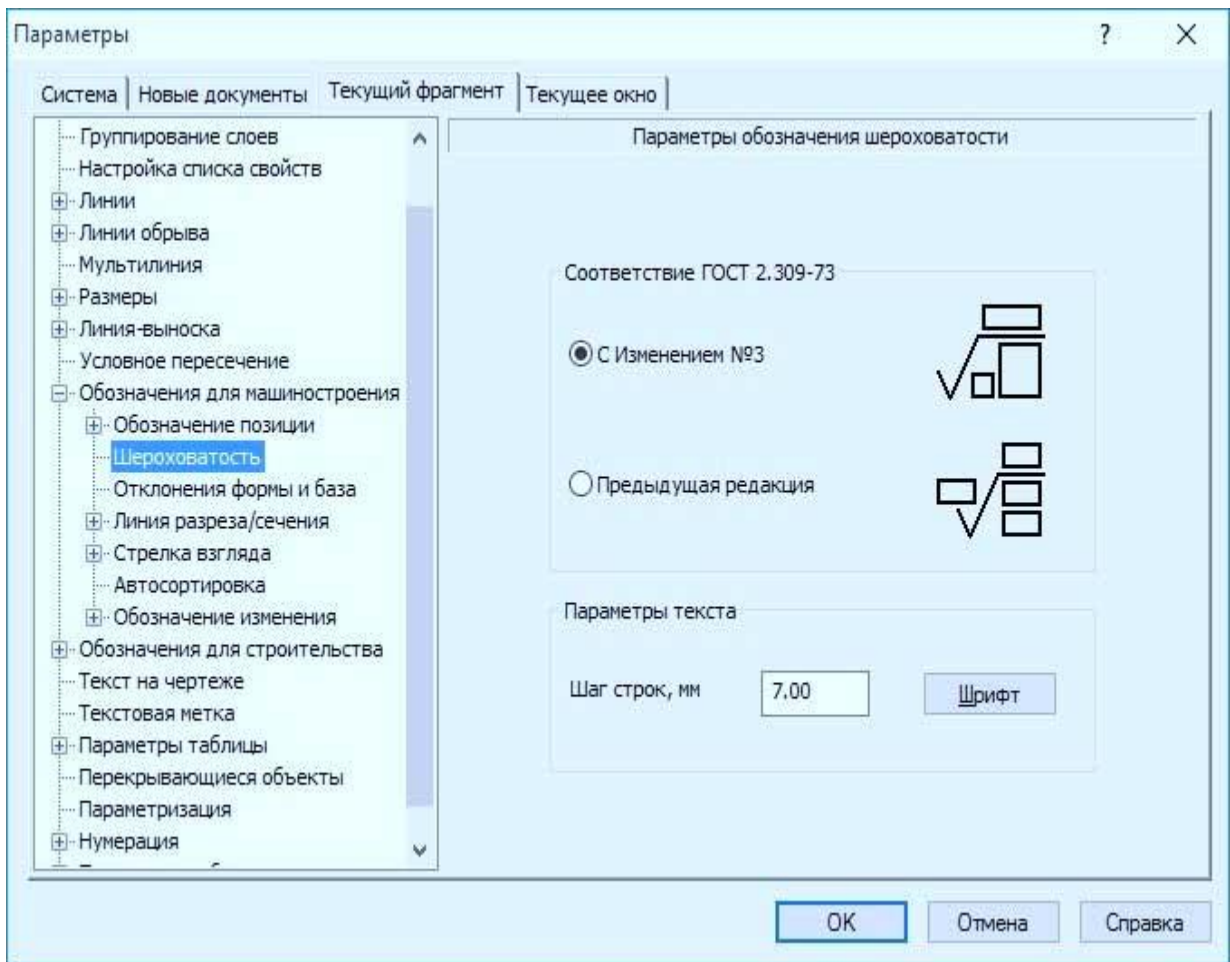 Параметры
?
Система
Новые документы
Текущий фрагмент
Текущее окно
Группирование слоев
Настройка списка свойств
Линии
Линии обрыва
Мультилиния
Размеры
Линия-выноска
Условное пересечение
Обозначения для машиностроения
Обозначение позиции
Шероховатость
Отклонения формы и база
Линия разреза/сечения
Стрелка взгляда
Автосортировка
Обозначение изменения
Обозначения для строительства
Текст на чертеже
Текстовая метка
Параметры таблицы
Перекрывающиеся объекты
Параметризация
Нумерация
Параметры обозначения шероховатости
Соответствие ГОСТ 2.309-73
С Изменением №3
Предыдущая редакция
Параметры текста
Шаг строк, мм
7,00
Шрифт
OK
Отмена
Справка